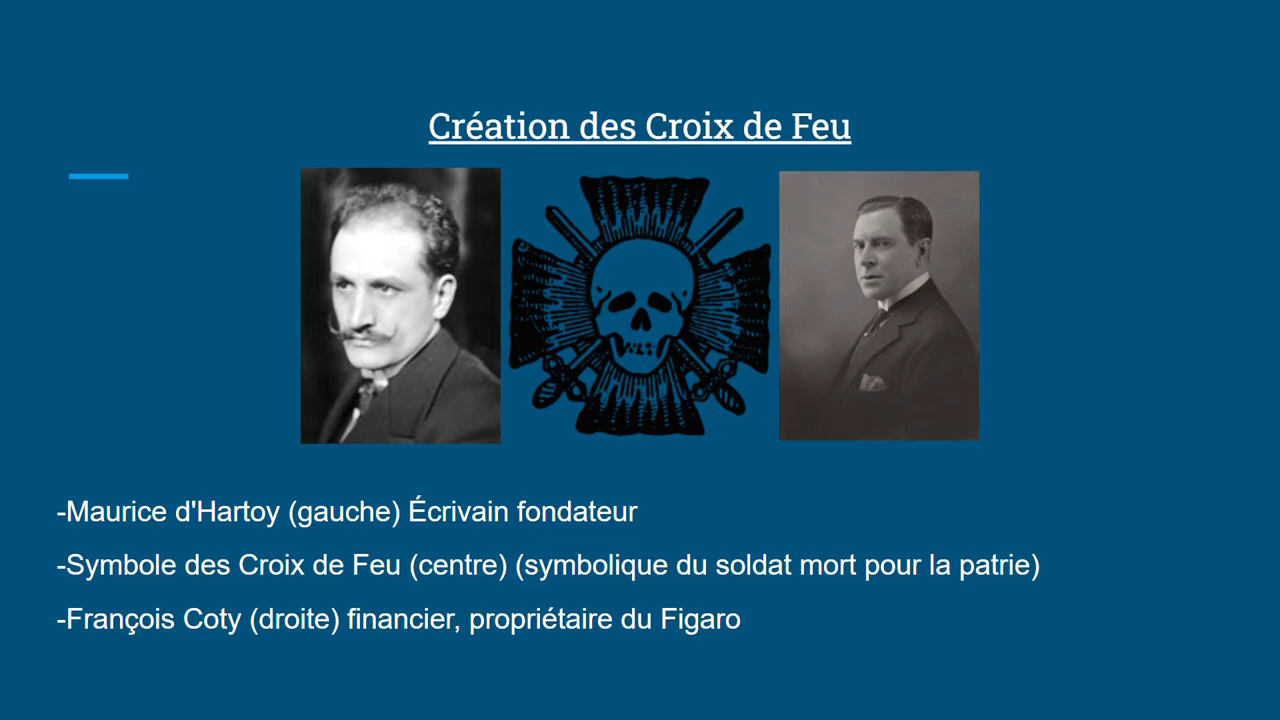 Création des Croix de Feu
-Maurice d'Hartoy (gauche) Écrivain fondateur
-Symbole des Croix de Feu (centre) (symbolique du soldat mort pour la patrie)
-François Coty (droite) financier, propriétaire du Figaro